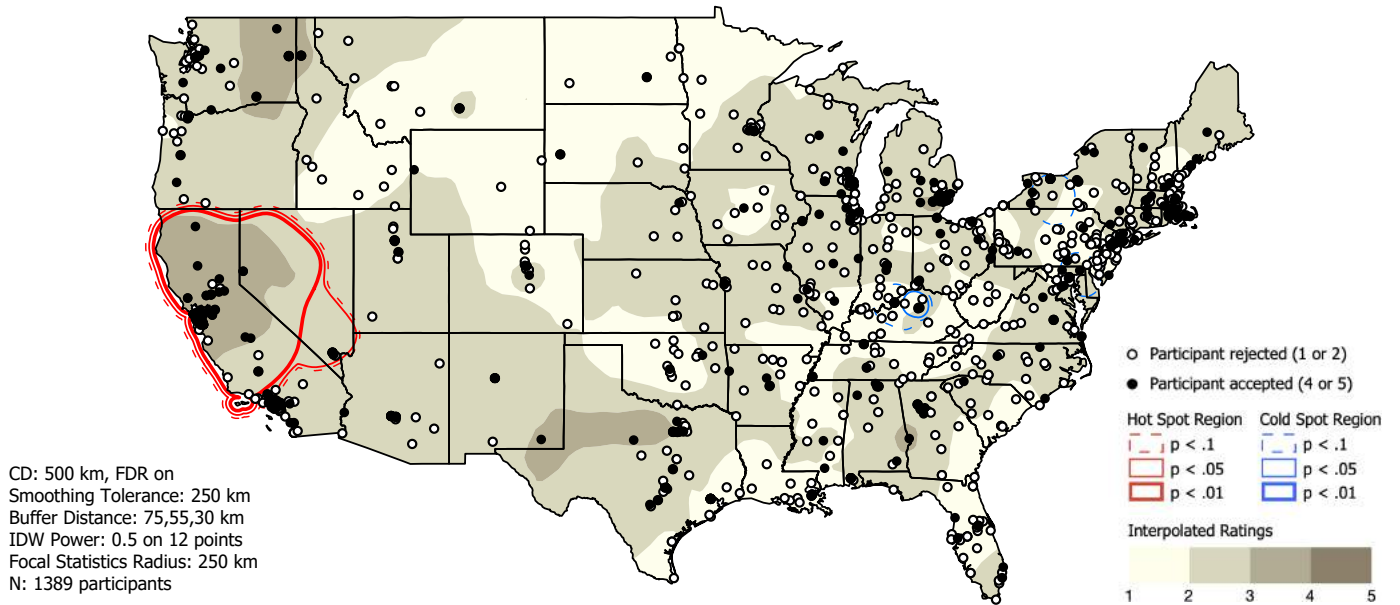 CD: 500 km, FDR on
Smoothing Tolerance: 250 km
Buffer Distance: 75,55,30 km
IDW Power: 0.5 on 12 points
Focal Statistics Radius: 250 km
N: 1389 participants
Participant rejected (1 or 2)
Participant accepted (4 or 5)
Hot Spot Region
p < .1
p < .05
p < .01
Cold Spot Region
p < .1
p < .05
p < .01
Interpolated Ratings
1 2 3 4 5